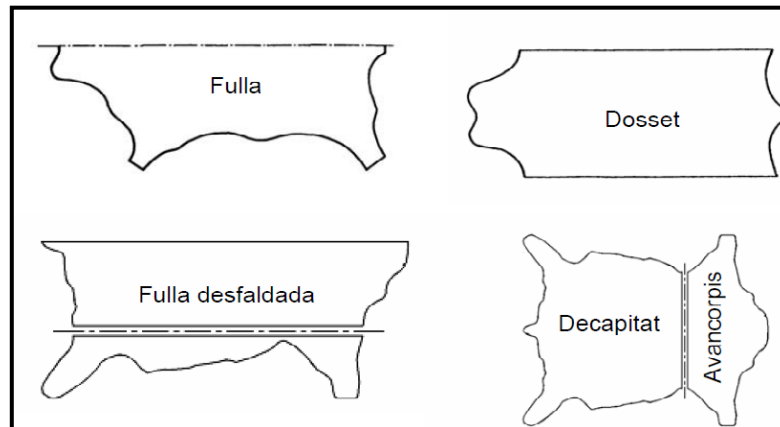 Fulla
Dosset
Fulla desfaldada
Decapitat
Avancorpis